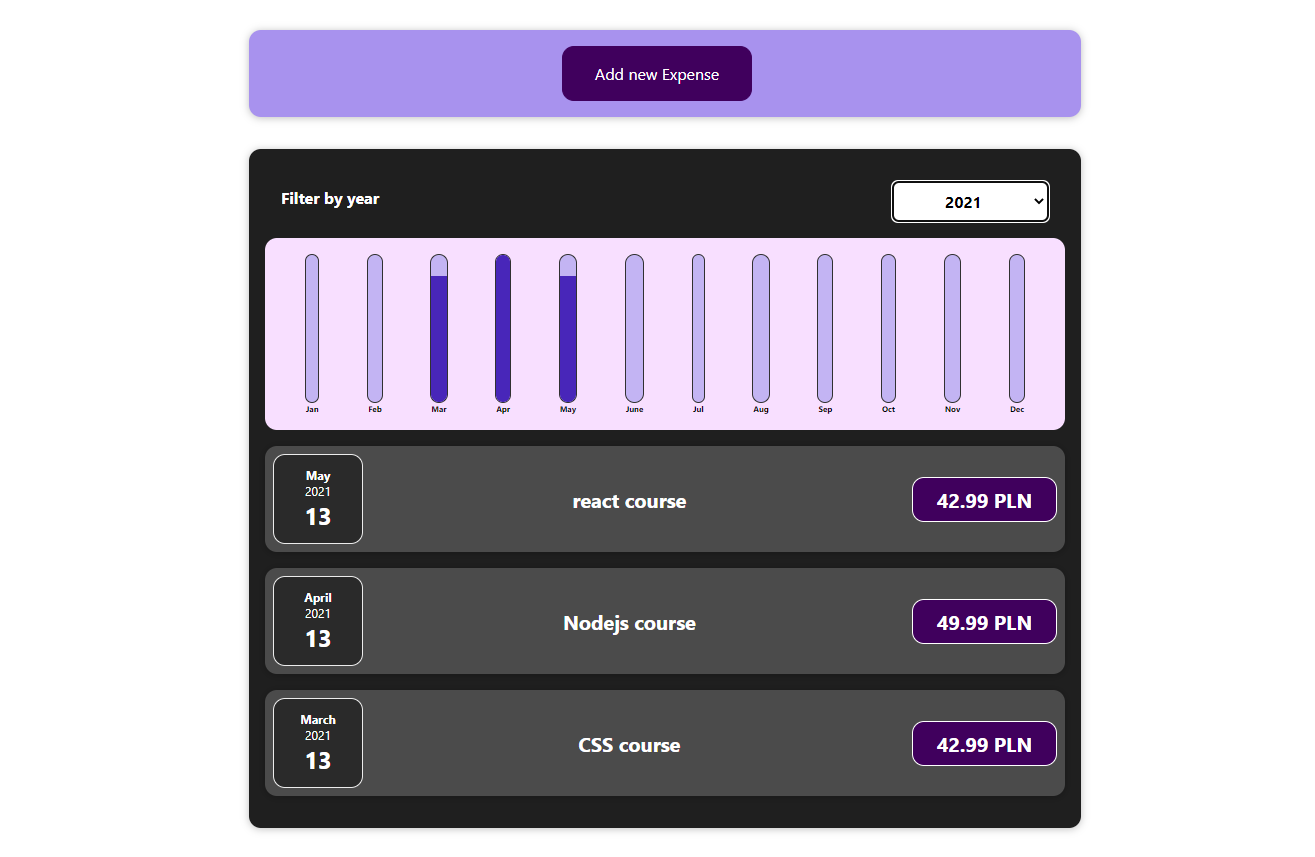 Add new Expense
Filter by year
2021
Jan Feb Mar Apr May June Jul Aug Sep Oct Nov Dec
May
2021
13
react course
42.99 PLN
April
2021
13
Nodejs course
49.99 PLN
March
2021
13
CSS course
42.99 PLN